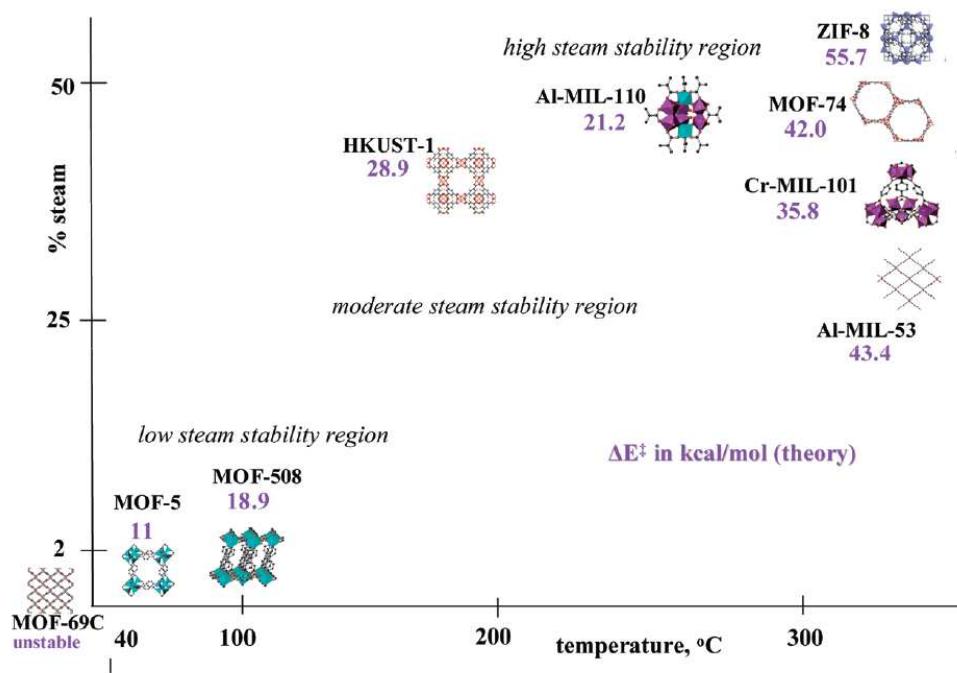 ZIF-8
55.7
high steam stability region
50
Al-MIL-110
21.2
MOF-74
42.0
HKUST-1
28.9
Cr-MIL-101
35.8
% steam
moderate steam stability region
25
Al-MIL-53
43.4
low steam stability region
ΔE‡ in kcal/mol (theory)
MOF-508
18.9
MOF-5
11
2
MOF-69C
unstable
40
100
200
300
temperature, °C